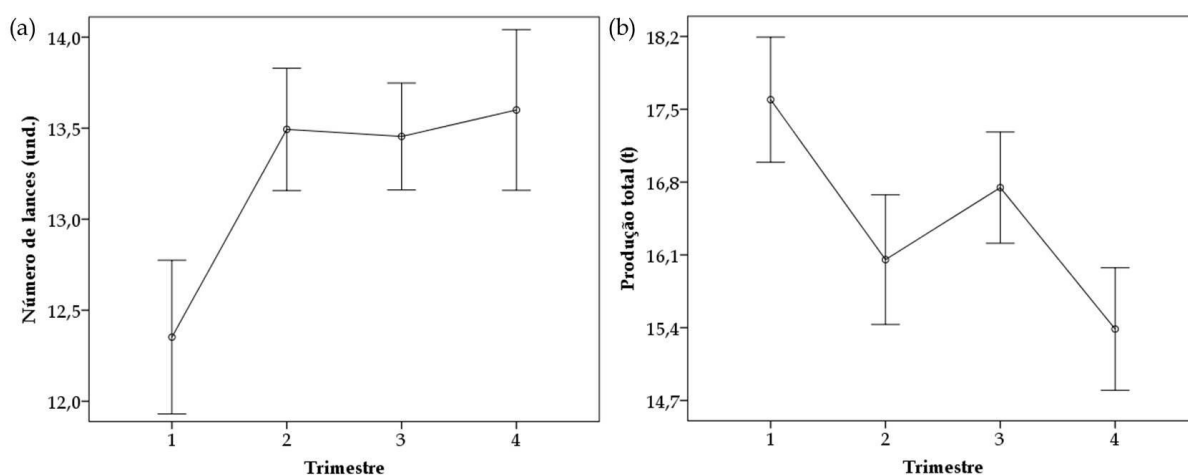 (a)
Número de lances (und.)
14,0
13,5
13,0
12,5
12,0
1 2 3 4
Trimestre
(b)
Produção total (t)
18,2
17,5
16,8
16,1
15,4
14,7
1 2 3 4
Trimestre